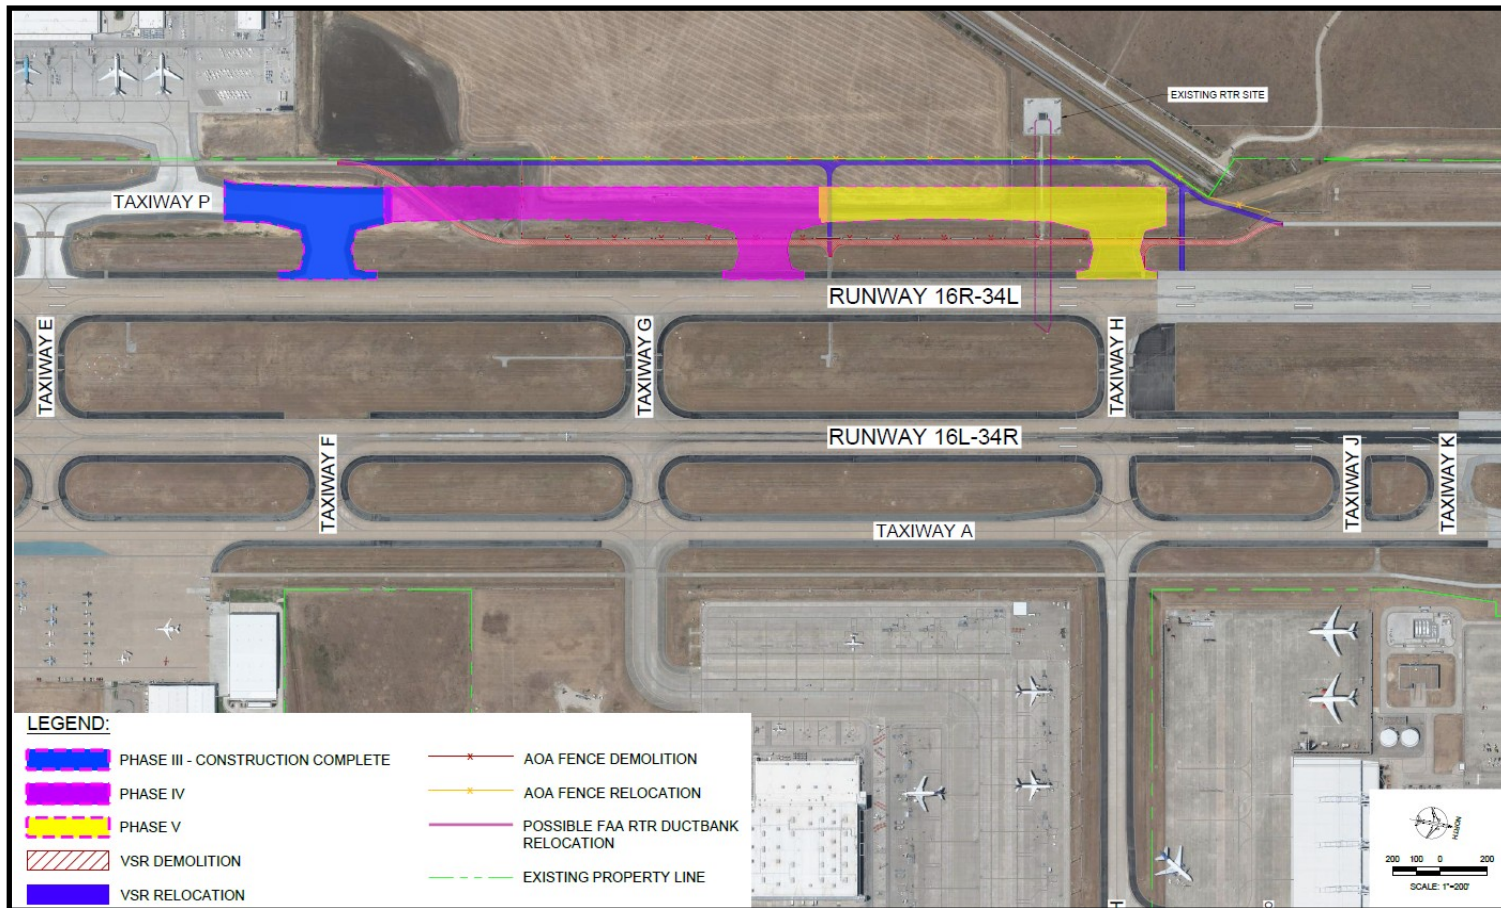 EXISTING RTR SITE
TAXIWAY P
RUNWAY 16R-34L
TAXIWAY E
TAXIWAY G
TAXIWAY H
RUNWAY 16L-34R
TAXIWAY F
TAXIWAY J
TAXIWAY K
TAXIWAY A
LEGEND:
PHASE III - CONSTRUCTION COMPLETE
PHASE IV
PHASE V
VSR DEMOLITION
VSR RELOCATION
AOA FENCE DEMOLITION
AOA FENCE RELOCATION
POSSIBLE FAA RTR DUCTBANK
RELOCATION
EXISTING PROPERTY LINE
H
NORTH
200 100 0 200
SCALE: 1"=200'